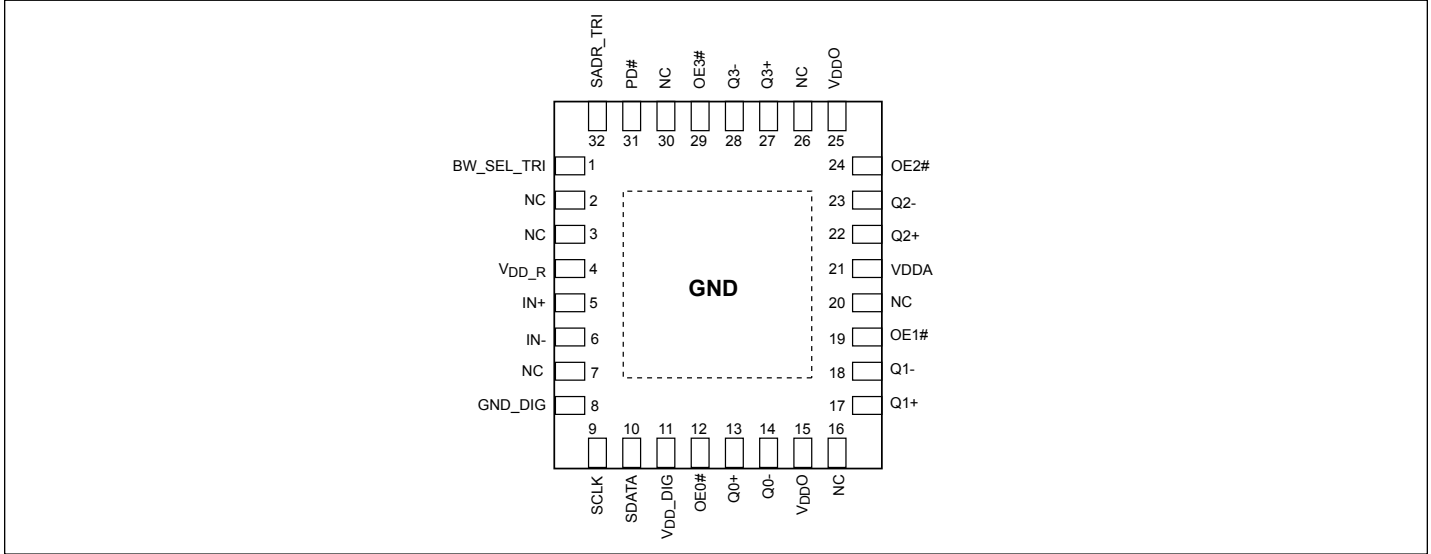 SADR_TRI
PD#
NC
OE3#
Q3-
Q3+
NC
VDDO
32 31 30 29 28 27 26 25
BW_SEL_TRI 1 24 OE2#
NC 2 23 Q2-
NC 3 22 Q2+
VDD_R 4 21 VDDA
GND
IN+ 5 20 NC
IN- 6 19 OE1#
NC 7 18 Q1-
GND_DIG 8 17 Q1+
9 10 11 12 13 14 15 16
SCLK
SDATA
VDD_DIG
OE0#
Q0+
Q0-
VDDO
NC